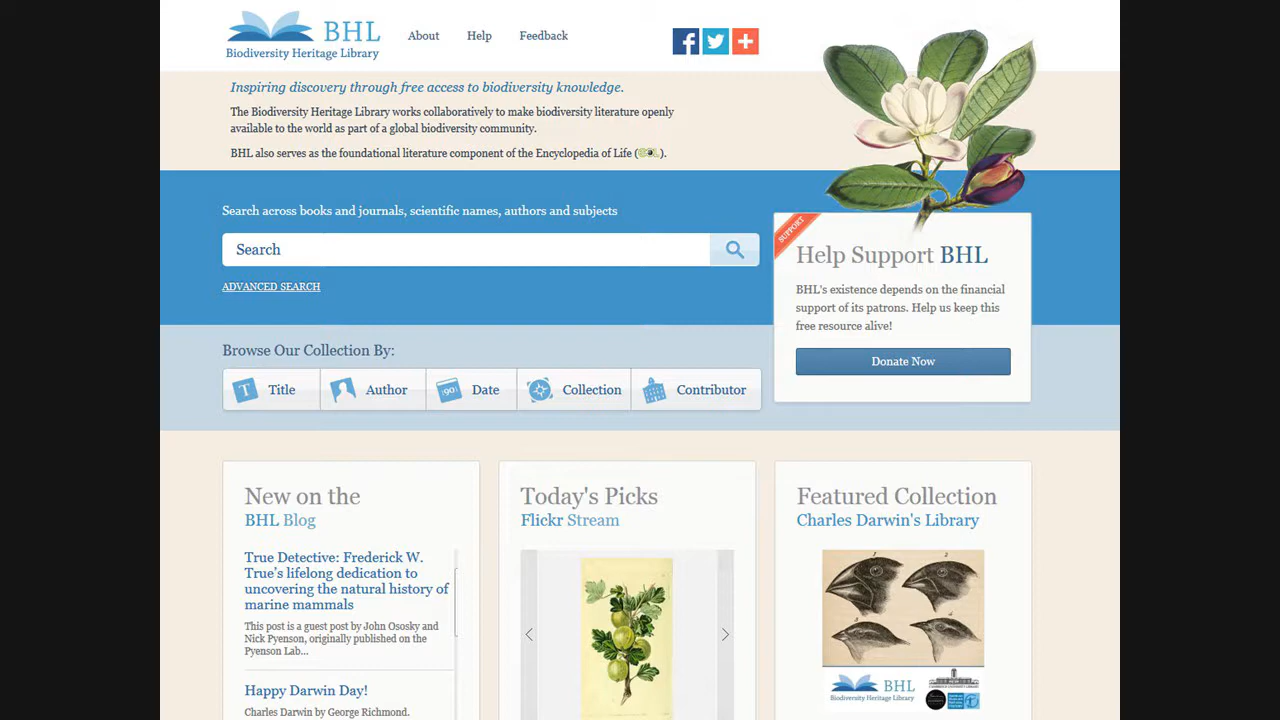 BHL
Biodiversity Heritage Library
About
Help
Feedback
Inspiring discovery through free access to biodiversity knowledge.
The Biodiversity Heritage Library works collaboratively to make biodiversity literature openly
available to the world as part of a global biodiversity community.
BHL also serves as the foundational literature component of the Encyclopedia of Life ( ).
Search across books and journals, scientific names, authors and subjects
Search
ADVANCED SEARCH
SUPPORT
Help Support BHL
BHL's existence depends on the financial
support of its patrons. Help us keep this
free resource alive!
Donate Now
Browse Our Collection By:
Title
Author
Date
Collection
Contributor
New on the
BHL Blog
True Detective: Frederick W.
True's lifelong dedication to
uncovering the natural history of
marine mammals
This post is a guest post by John Ososky and
Nick Pyenson, originally published on the
Pyenson Lab...
Happy Darwin Day!
Charles Darwin by George Richmond.
Today's Picks
Flickr Stream
Featured Collection
Charles Darwin's Library
BHL
Biodiversity Heritage Library